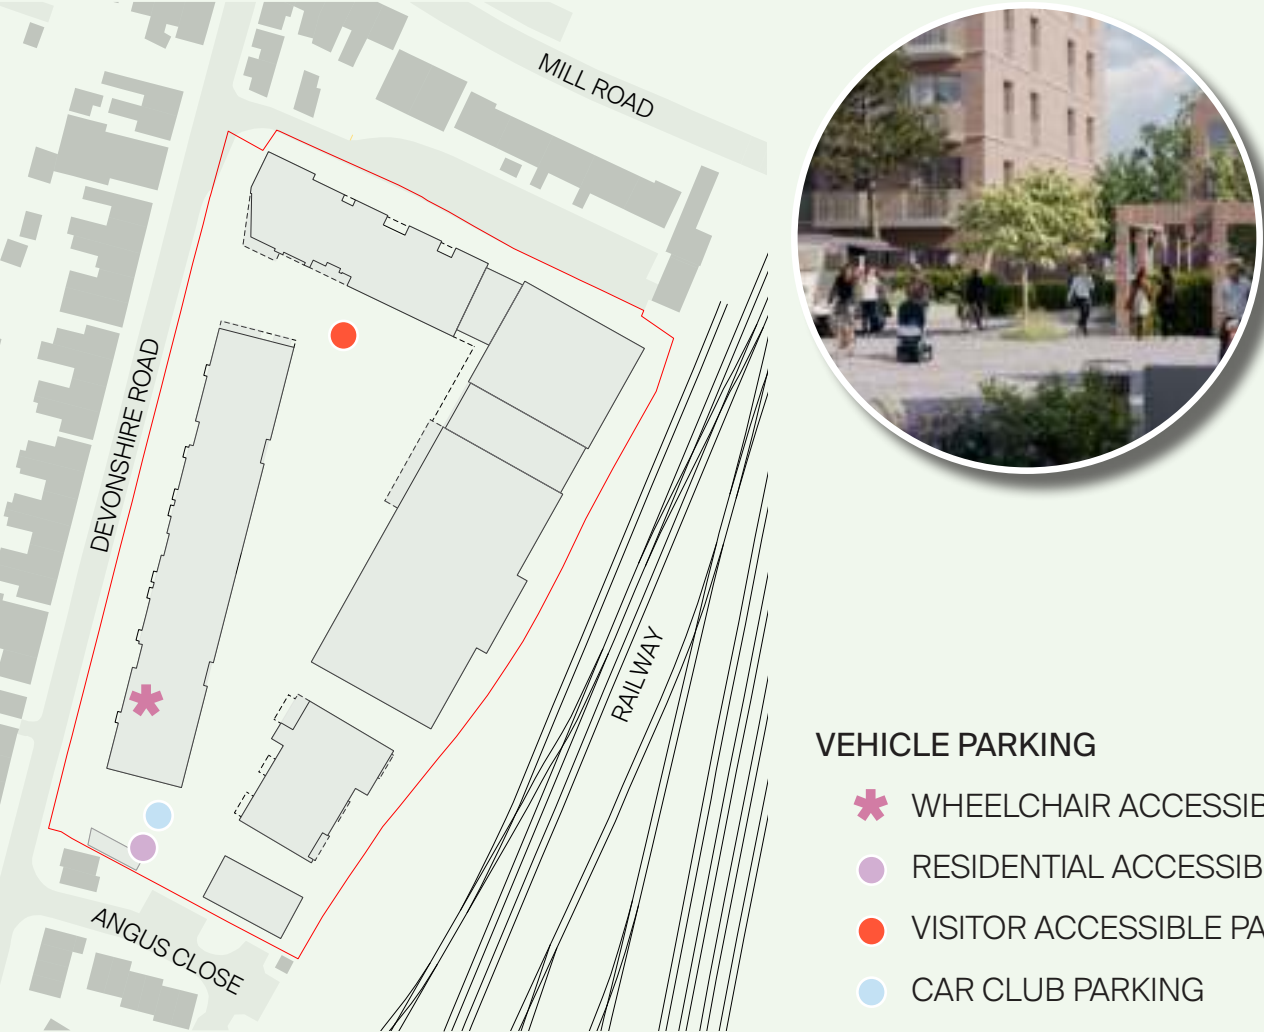 MILL ROAD
DEVONSHIRE ROAD
RAILWAY
ANGUS CLOSE
VEHICLE PARKING
WHEELCHAIR ACCESSIB
RESIDENTIAL ACCESSIB
VISITOR ACCESSIBLE PA
CAR CLUB PARKING